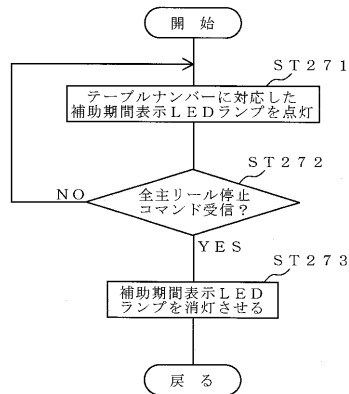 開 始
ST271
テーブルナンバーに対応した
補助期間表示LEDランプを点灯
ST272
全主リール停止
コマンド受信？
NO
YES
ST273
補助期間表示LED
ランプを消灯させる
戻 る